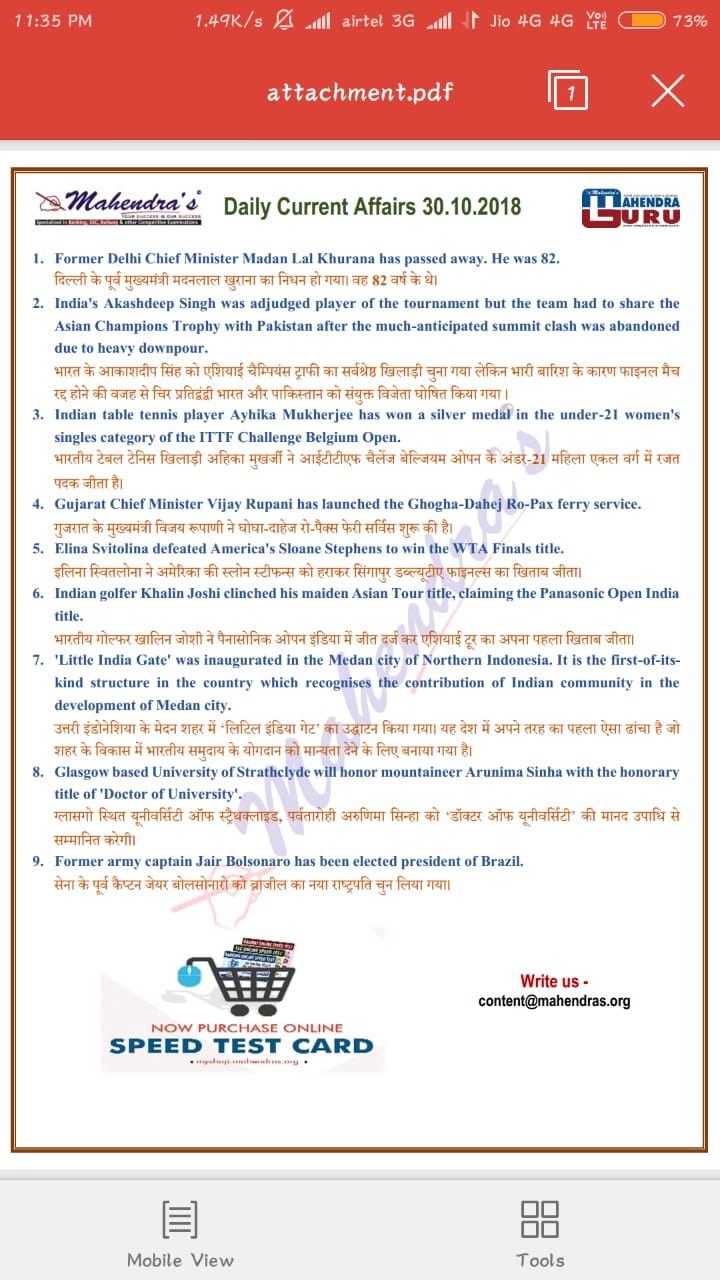 11:35 PM 1.49K/s airtel 3G Jio 4G 4G VoLTE 73%
attachment.pdf 1
Mahendra's Daily Current Affairs 30.10.2018 MAHENDRA GURU
YOUR SUCCESS IS OUR SUCCESS
Specialized in Banking, SSC, Railway & other Competitive Examinations
1. Former Delhi Chief Minister Madan Lal Khurana has passed away. He was 82.
दिल्ली के पूर्व मुख्यमंत्री मदनलाल खुराना का निधन हो गया। वह 82 वर्ष के थे।
2. India's Akashdeep Singh was adjudged player of the tournament but the team had to share the
Asian Champions Trophy with Pakistan after the much-anticipated summit clash was abandoned
due to heavy downpour.
भारत के आकाशदीप सिंह को एशियाई चैम्पियंस ट्राफी का सर्वश्रेष्ठ खिलाड़ी चुना गया लेकिन भारी बारिश के कारण फाइनल मैच
रद्द होने की वजह से चिर प्रतिद्वंद्वी भारत और पाकिस्तान को संयुक्त विजेता घोषित किया गया ।
3. Indian table tennis player Ayhika Mukherjee has won a silver medal in the under-21 women's
singles category of the ITTF Challenge Belgium Open.
भारतीय टेबल टेनिस खिलाड़ी अहिका मुखर्जी ने आईटीटीएफ चैलेंज बेल्जियम ओपन के अंडर-21 महिला एकल वर्ग में रजत
पदक जीता है।
4. Gujarat Chief Minister Vijay Rupani has launched the Ghogha-Dahej Ro-Pax ferry service.
गुजरात के मुख्यमंत्री विजय रूपाणी ने घोघा-दाहेज रो-पैक्स फेरी सर्विस शुरू की है।
5. Elina Svitolina defeated America's Sloane Stephens to win the WTA Finals title.
इलिना स्वितलोना ने अमेरिका की स्लोन स्टीफन्स को हराकर सिंगापुर डब्ल्यूटीए फाइनल्स का खिताब जीता।
6. Indian golfer Khalin Joshi clinched his maiden Asian Tour title, claiming the Panasonic Open India
title.
भारतीय गोल्फर खालिन जोशी ने पैनासोनिक ओपन इंडिया में जीत दर्ज कर एशियाई टूर का अपना पहला खिताब जीता।
7. 'Little India Gate' was inaugurated in the Medan city of Northern Indonesia. It is the first-of-its-
kind structure in the country which recognises the contribution of Indian community in the
development of Medan city.
उत्तरी इंडोनेशिया के मेदन शहर में ‘लिटिल इंडिया गेट’ का उद्घाटन किया गया। यह देश में अपने तरह का पहला ऐसा ढांचा है जो
शहर के विकास में भारतीय समुदाय के योगदान को मान्यता देने के लिए बनाया गया है।
8. Glasgow based University of Strathclyde will honor mountaineer Arunima Sinha with the honorary
title of 'Doctor of University'.
ग्लासगो स्थित यूनीवर्सिटी ऑफ स्ट्रैथक्लाइड, पर्वतारोही अरुणिमा सिन्हा को ‘डॉक्टर ऑफ यूनीवर्सिटी’ की मानद उपाधि से
सम्मानित करेगी।
9. Former army captain Jair Bolsonaro has been elected president of Brazil.
सेना के पूर्व कैप्टन जेयर बोलसोनारो को ब्राजील का नया राष्ट्रपति चुन लिया गया।
Mahendra's
Write us -
content@mahendras.org
NOW PURCHASE ONLINE
SPEED TEST CARD
• myshop.mahendras.org •
Mobile View Tools